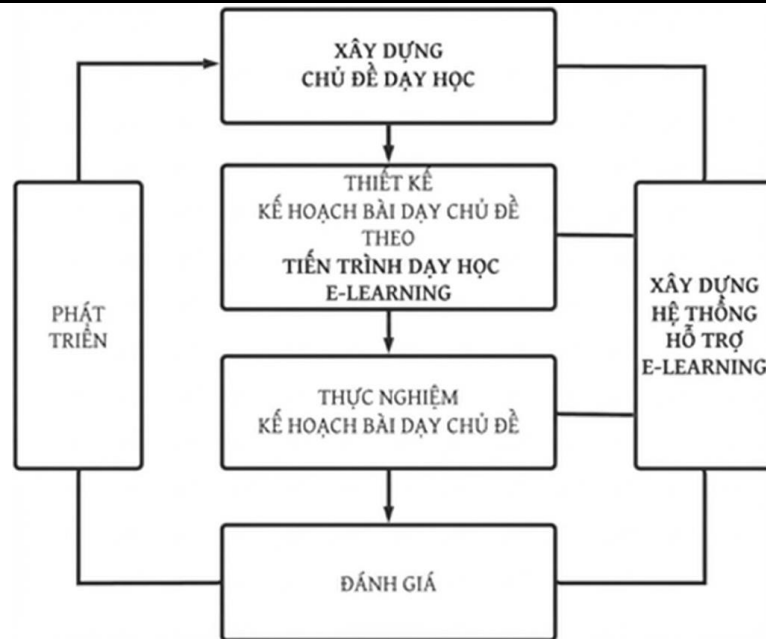 XÂY DỰNG
CHỦ ĐỀ DẠY HỌC
THIẾT KẾ
KẾ HOẠCH BÀI DẠY CHỦ ĐỀ
THEO
TIẾN TRÌNH DẠY HỌC
E-LEARNING
PHÁT
TRIỂN
XÂY DỰNG
HỆ THỐNG
HỖ TRỢ
E-LEARNING
THỰC NGHIỆM
KẾ HOẠCH BÀI DẠY CHỦ ĐỀ
ĐÁNH GIÁ